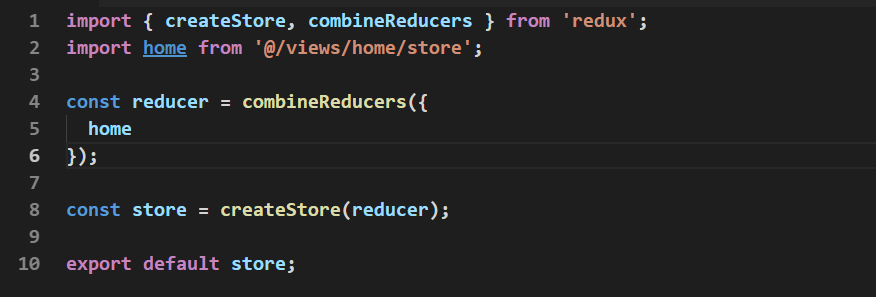 1 import { createStore, combineReducers } from 'redux';
2 import home from '@/views/home/store';
3
4 const reducer = combineReducers({
5   home
6 });
7
8 const store = createStore(reducer);
9
10 export default store;